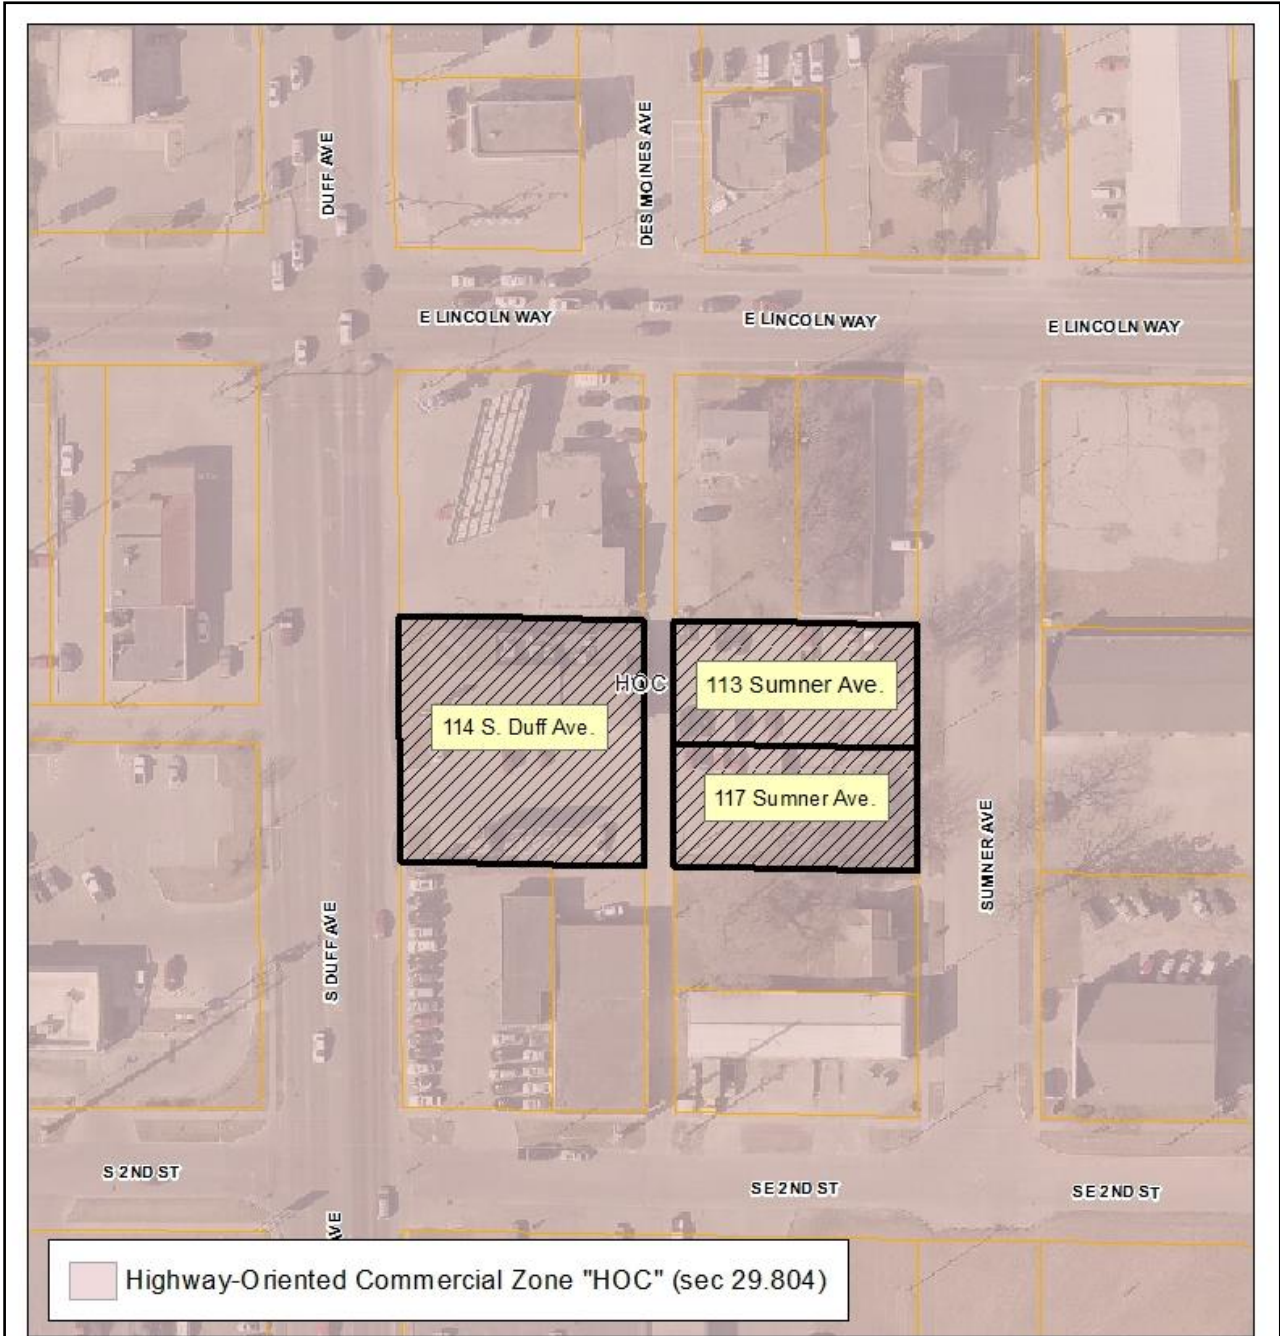 DUFF AVE
DES MOINES AVE
E LINCOLN WAY
E LINCOLN WAY
E LINCOLN WAY
HOC
113 Sumner Ave.
114 S. Duff Ave.
117 Sumner Ave.
SUMNER AVE
S DUFF AVE
S 2ND ST
SE 2ND ST
SE 2ND ST
AVE
Highway-Oriented Commercial Zone "HOC" (sec 29.804)